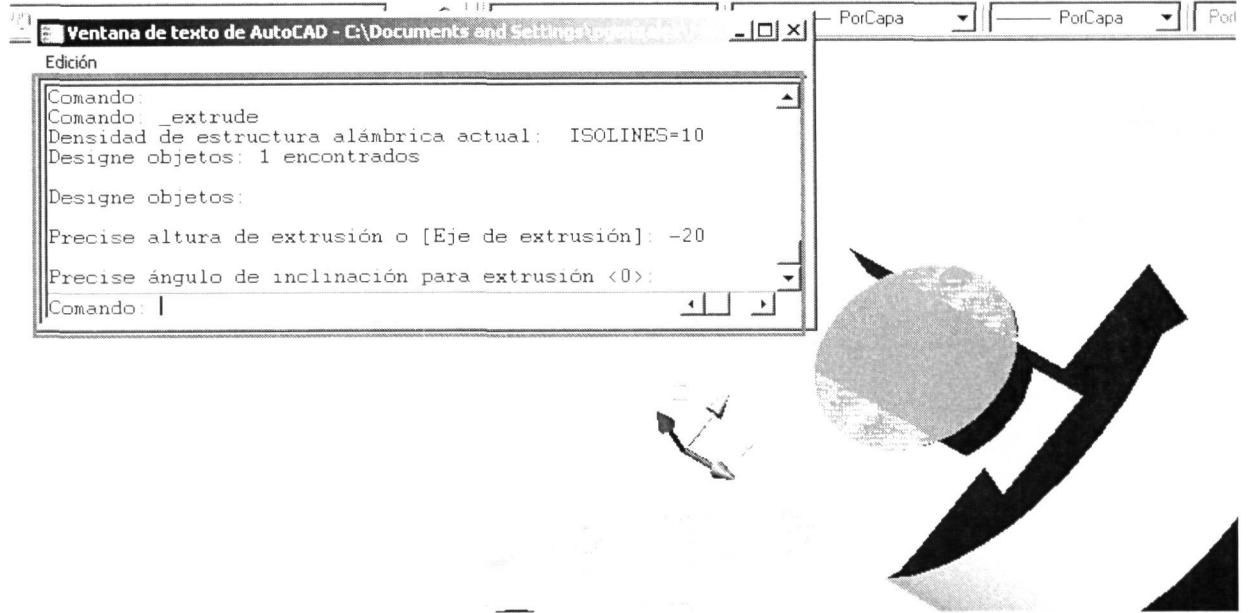 PorCapa
PorCapa
Ventana de texto de AutoCAD - C:\Documents and Settings
Edición
Comando:
Comando: _extrude
Densidad de estructura alámbrica actual: ISOLINES=10
Designe objetos: 1 encontrados
Designe objetos:
Precise altura de extrusión o [Eje de extrusión]: -20
Precise ángulo de inclinación para extrusión <0>:
Comando: